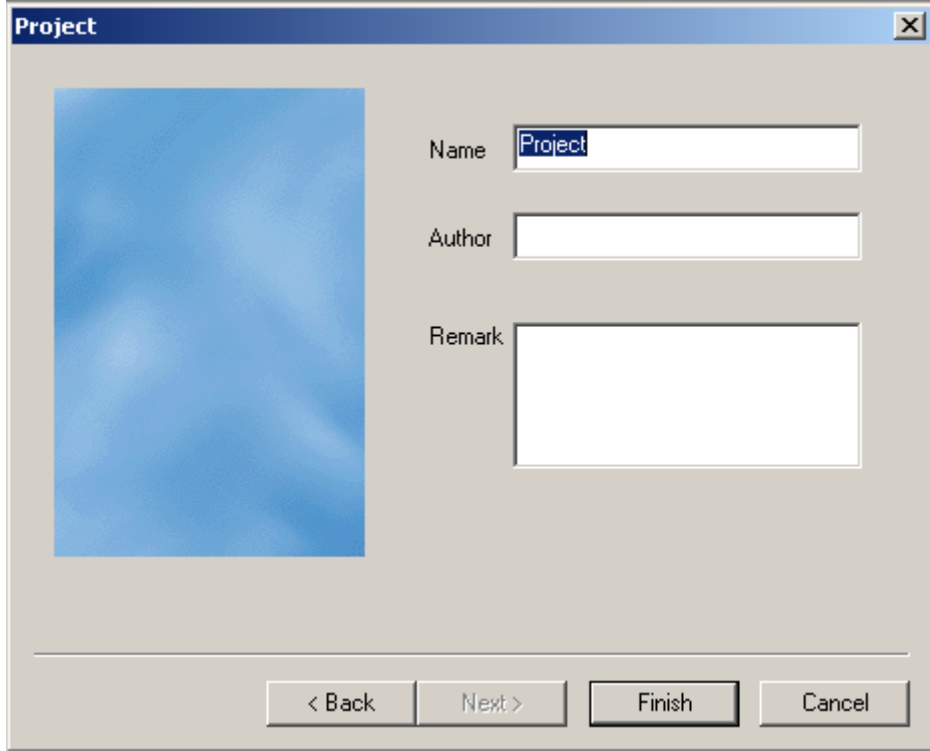 Project
Name
Project
Author
Remark
< Back
Next >
Finish
Cancel